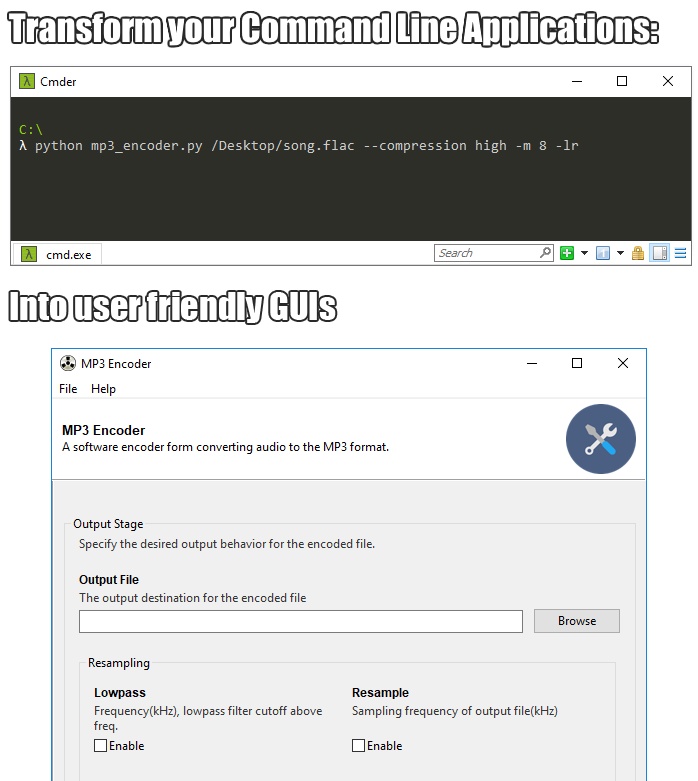 Transform your Command Line Applications:
λ Cmder
C:\
λ python mp3_encoder.py /Desktop/song.flac --compression high -m 8 -lr
λ cmd.exe
Search
Into user friendly GUIs
MP3 Encoder
File Help
MP3 Encoder
A software encoder form converting audio to the MP3 format.
Output Stage
Specify the desired output behavior for the encoded file.
Output File
The output destination for the encoded file
Browse
Resampling
Lowpass
Frequency(kHz), lowpass filter cutoff above
freq.
Enable
Resample
Sampling frequency of output file(kHz)
Enable